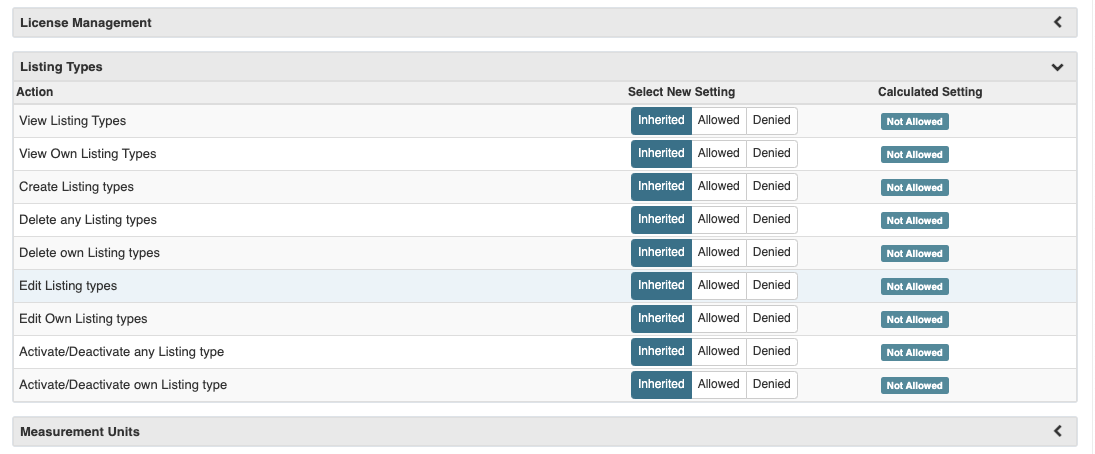 License Management
Listing Types
Action Select New Setting Calculated Setting
View Listing Types Inherited Allowed Denied Not Allowed
View Own Listing Types Inherited Allowed Denied Not Allowed
Create Listing types Inherited Allowed Denied Not Allowed
Delete any Listing types Inherited Allowed Denied Not Allowed
Delete own Listing types Inherited Allowed Denied Not Allowed
Edit Listing types Inherited Allowed Denied Not Allowed
Edit Own Listing types Inherited Allowed Denied Not Allowed
Activate/Deactivate any Listing type Inherited Allowed Denied Not Allowed
Activate/Deactivate own Listing type Inherited Allowed Denied Not Allowed
Measurement Units